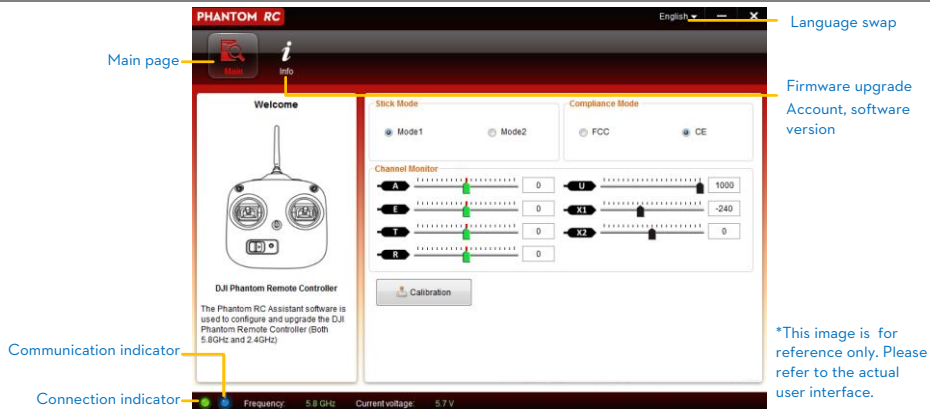 PHANTOM RC
English
Language swap
Main page
Main
Info
Firmware upgrade
Account, software
version
Welcome
DJI Phantom Remote Controller
The Phantom RC Assistant software is
used to configure and upgrade the DJI
Phantom Remote Controller (Both
5.8GHz and 2.4GHz)
Stick Mode
Mode1
Mode2
Compliance Mode
FCC
CE
Channel Monitor
A 0
E 0
T 0
R 0
U 1000
X1 -240
X2 0
Calibration
Communication indicator
Connection indicator
Frequency: 5.8 GHz Current voltage: 5.7 V
*This image is for
reference only. Please
refer to the actual
user interface.